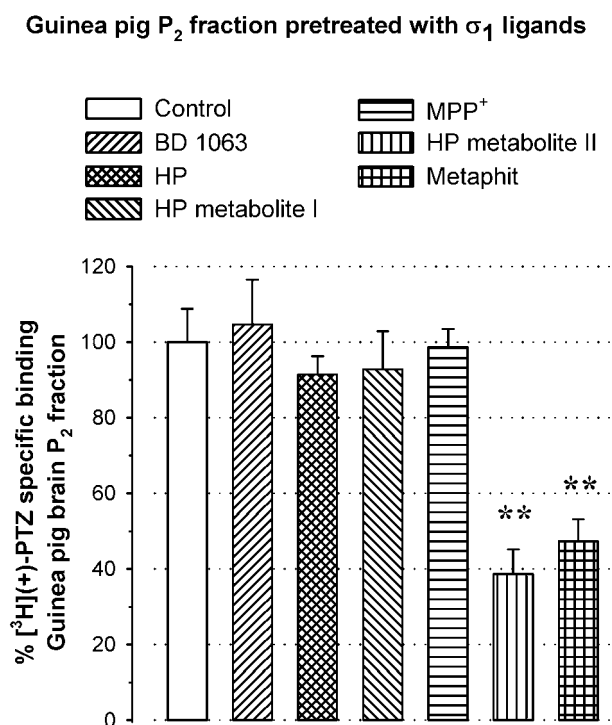 Guinea pig P₂ fraction pretreated with σ₁ ligands
Control
BD 1063
HP
HP metabolite I
MPP⁺
HP metabolite II
Metaphit
% [³H](+)-PTZ specific binding
Guinea pig brain P₂ fraction
120
100
80
60
40
20
0
**
**